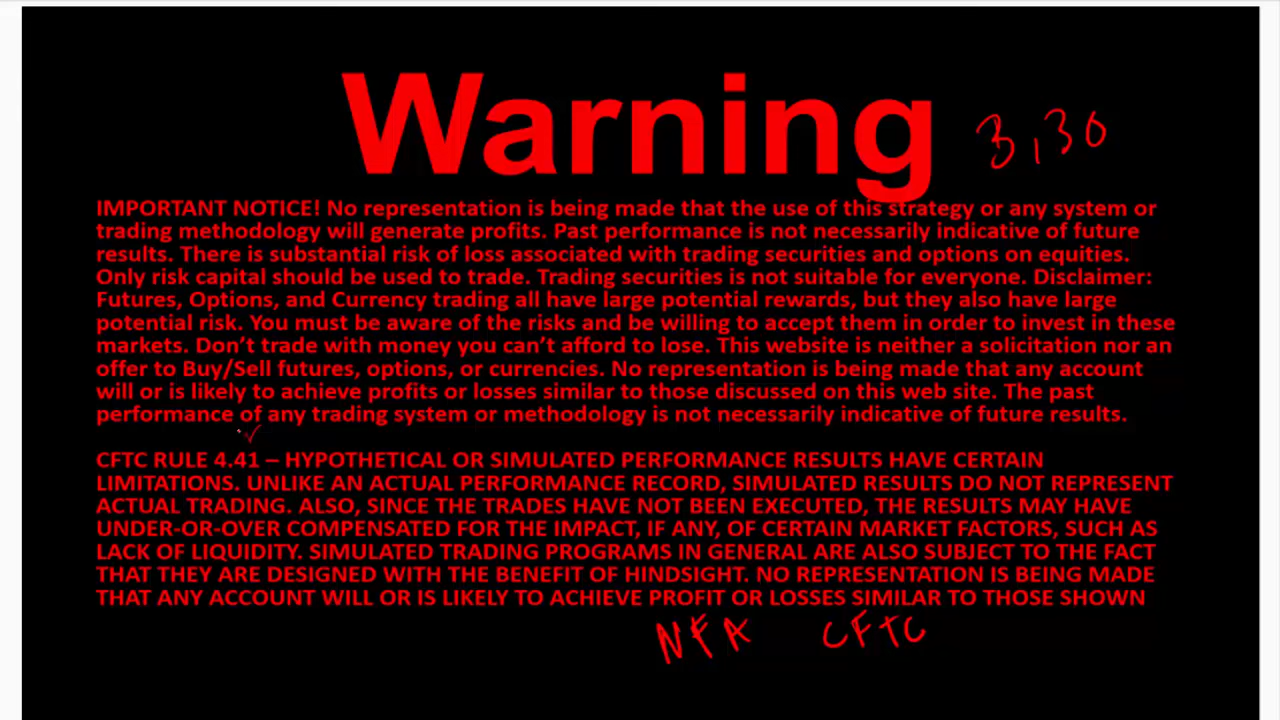 Warning
3,30
IMPORTANT NOTICE! No representation is being made that the use of this strategy or any system or
trading methodology will generate profits. Past performance is not necessarily indicative of future
results. There is substantial risk of loss associated with trading securities and options on equities.
Only risk capital should be used to trade. Trading securities is not suitable for everyone. Disclaimer:
Futures, Options, and Currency trading all have large potential rewards, but they also have large
potential risk. You must be aware of the risks and be willing to accept them in order to invest in these
markets. Don’t trade with money you can’t afford to lose. This website is neither a solicitation nor an
offer to Buy/Sell futures, options, or currencies. No representation is being made that any account
will or is likely to achieve profits or losses similar to those discussed on this web site. The past
performance of any trading system or methodology is not necessarily indicative of future results.
CFTC RULE 4.41 – HYPOTHETICAL OR SIMULATED PERFORMANCE RESULTS HAVE CERTAIN
LIMITATIONS. UNLIKE AN ACTUAL PERFORMANCE RECORD, SIMULATED RESULTS DO NOT REPRESENT
ACTUAL TRADING. ALSO, SINCE THE TRADES HAVE NOT BEEN EXECUTED, THE RESULTS MAY HAVE
UNDER-OR-OVER COMPENSATED FOR THE IMPACT, IF ANY, OF CERTAIN MARKET FACTORS, SUCH AS
LACK OF LIQUIDITY. SIMULATED TRADING PROGRAMS IN GENERAL ARE ALSO SUBJECT TO THE FACT
THAT THEY ARE DESIGNED WITH THE BENEFIT OF HINDSIGHT. NO REPRESENTATION IS BEING MADE
THAT ANY ACCOUNT WILL OR IS LIKELY TO ACHIEVE PROFIT OR LOSSES SIMILAR TO THOSE SHOWN
NFA CFTC